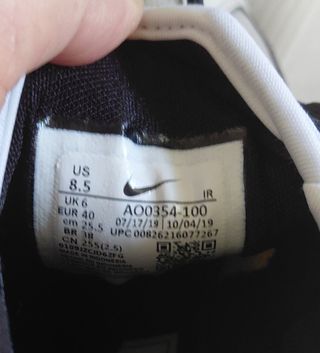 US
8.5
IR
UK 6
AO0354-100
EUR 40
07/17/19 10/04/19
cm 25.5
UPC 00826216077267
BR 38
CN 255(2.5)